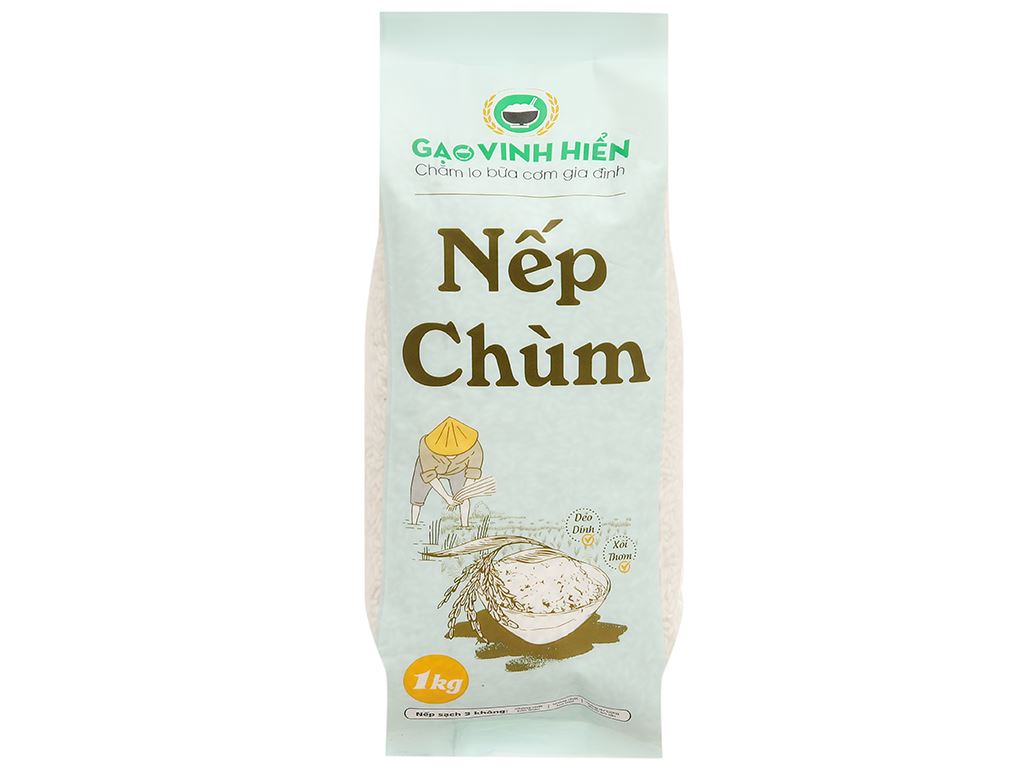 GẠO VINH HIỂN
Chăm lo bữa cơm gia đình
Nếp
Chùm
Dẻo
Dính
Xôi
Thơm
1kg
Nếp sạch 3 không: